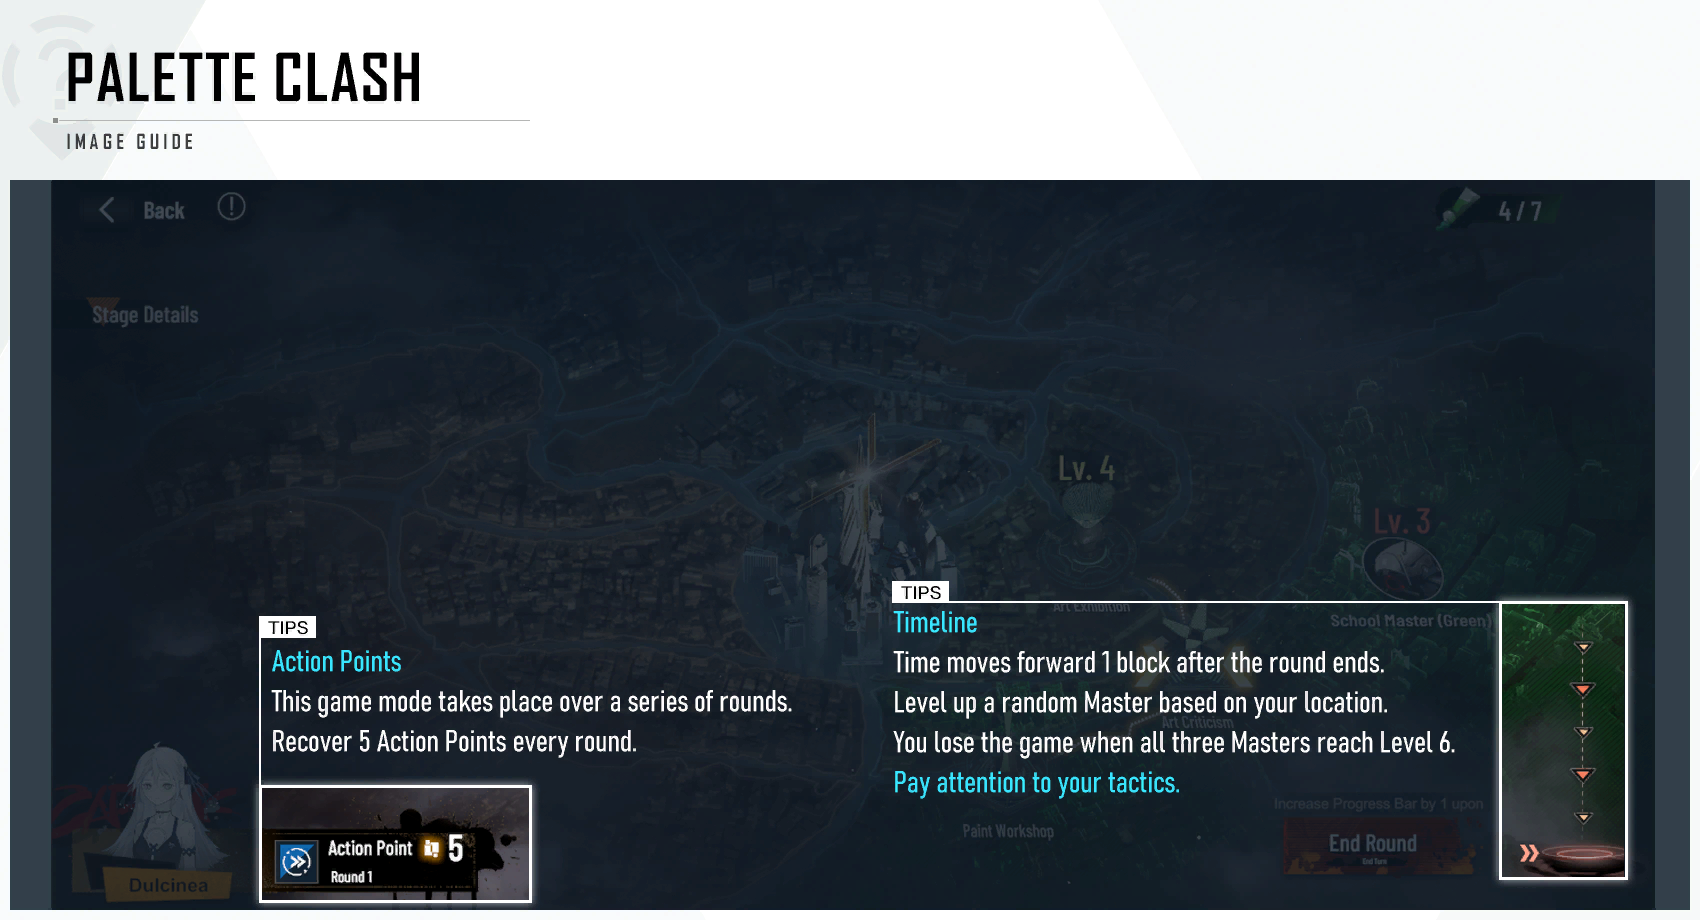 PALETTE CLASH
IMAGE GUIDE
Back
4/7
Stage Details
Lv. 4
Lv. 3
Art Exhibition
School Master (Green)
TIPS
Timeline
Time moves forward 1 block after the round ends.
Level up a random Master based on your location.
Art Criticism
You lose the game when all three Masters reach Level 6.
Pay attention to your tactics.
TIPS
Action Points
This game mode takes place over a series of rounds.
Recover 5 Action Points every round.
Increase Progress Bar by 1 upon
Paint Workshop
End Round
End Turn
Action Point 5
Round 1
Dulcinea